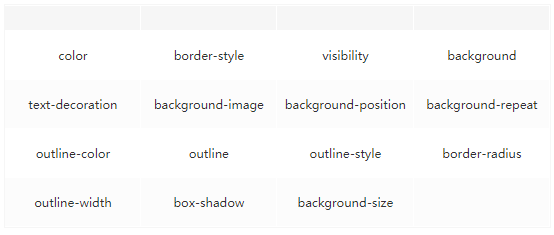 color border-style visibility background
text-decoration background-image background-position background-repeat
outline-color outline outline-style border-radius
outline-width box-shadow background-size